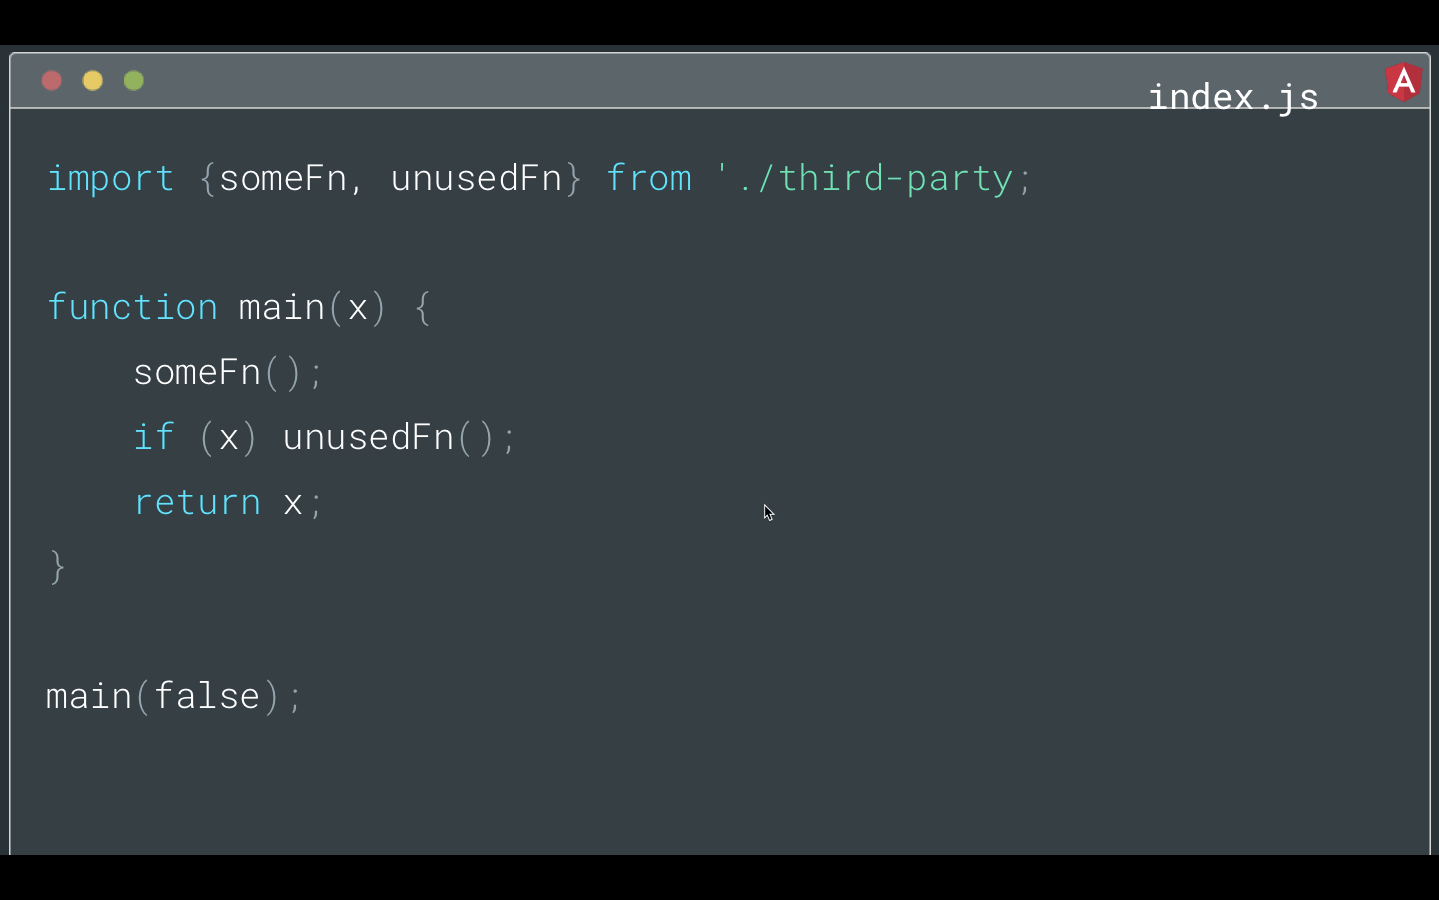 index.js
import {someFn, unusedFn} from './third-party;
function main(x) {
    someFn();
    if (x) unusedFn();
    return x;
}
main(false);